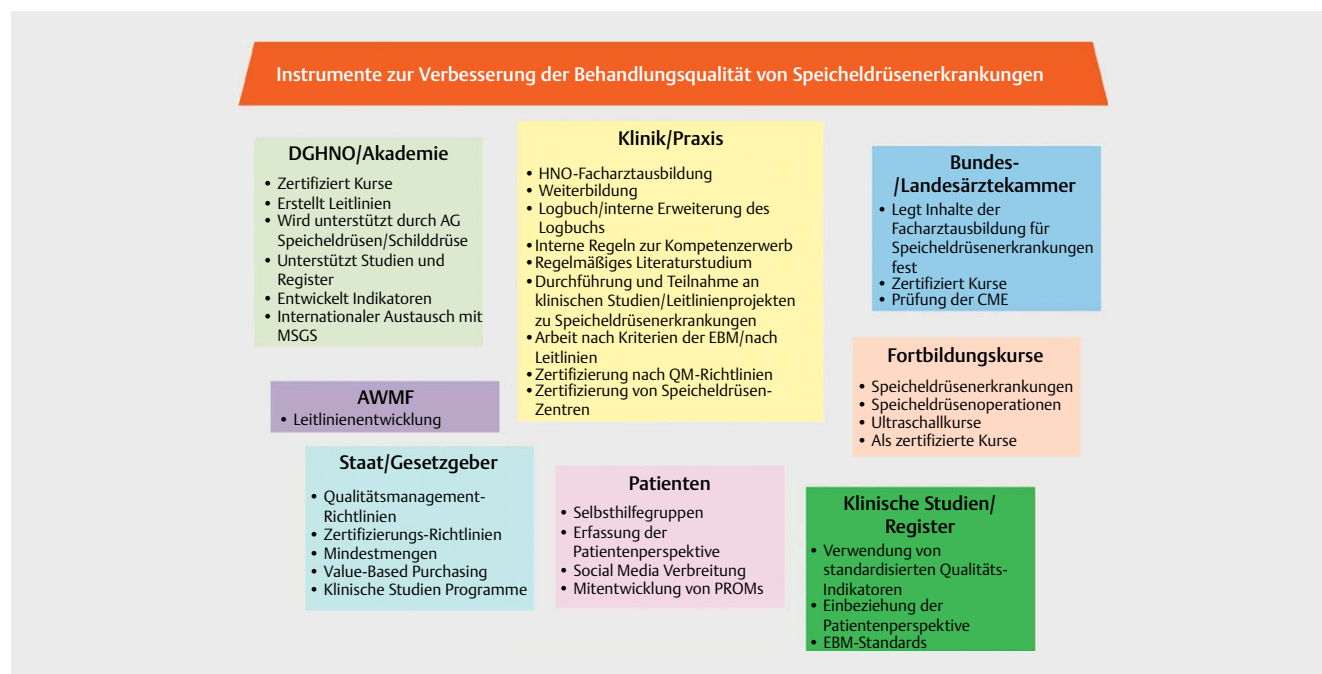 Instrumente zur Verbesserung der Behandlungsqualität von Speicheldrüsenerkrankungen
DGHNO/Akademie
• Zertifiziert Kurse
• Erstellt Leitlinien
• Wird unterstützt durch AG
Speicheldrüsen/Schilddrüse
• Unterstützt Studien und
Register
• Entwickelt Indikatoren
• Internationaler Austausch mit
MSGS
Klinik/Praxis
• HNO-Facharztausbildung
• Weiterbildung
• Logbuch/interne Erweiterung des
Logbuchs
• Interne Regeln zur Kompetenzerwerb
• Regelmäßiges Literaturstudium
• Durchführung und Teilnahme an
klinischen Studien/Leitlinienprojekten
zu Speicheldrüsenerkrankungen
• Arbeit nach Kriterien der EBM/nach
Leitlinien
• Zertifizierung nach QM-Richtlinien
• Zertifizierung von Speicheldrüsen-
Zentren
Bundes-
/Landesärztekammer
• Legt Inhalte der
Facharztausbildung für
Speicheldrüsenerkrankungen
fest
• Zertifiziert Kurse
• Prüfung der CME
AWMF
• Leitlinienentwicklung
Fortbildungskurse
• Speicheldrüsenerkrankungen
• Speicheldrüsenoperationen
• Ultraschallkurse
• Als zertifizierte Kurse
Staat/Gesetzgeber
• Qualitätsmanagement-
Richtlinien
• Zertifizierungs-Richtlinien
• Mindestmengen
• Value-Based Purchasing
• Klinische Studien Programme
Patienten
• Selbsthilfegruppen
• Erfassung der
Patientenperspektive
• Social Media Verbreitung
• Mitentwicklung von PROMs
Klinische Studien/
Register
• Verwendung von
standardisierten Qualitäts-
Indikatoren
• Einbeziehung der
Patientenperspektive
• EBM-Standards